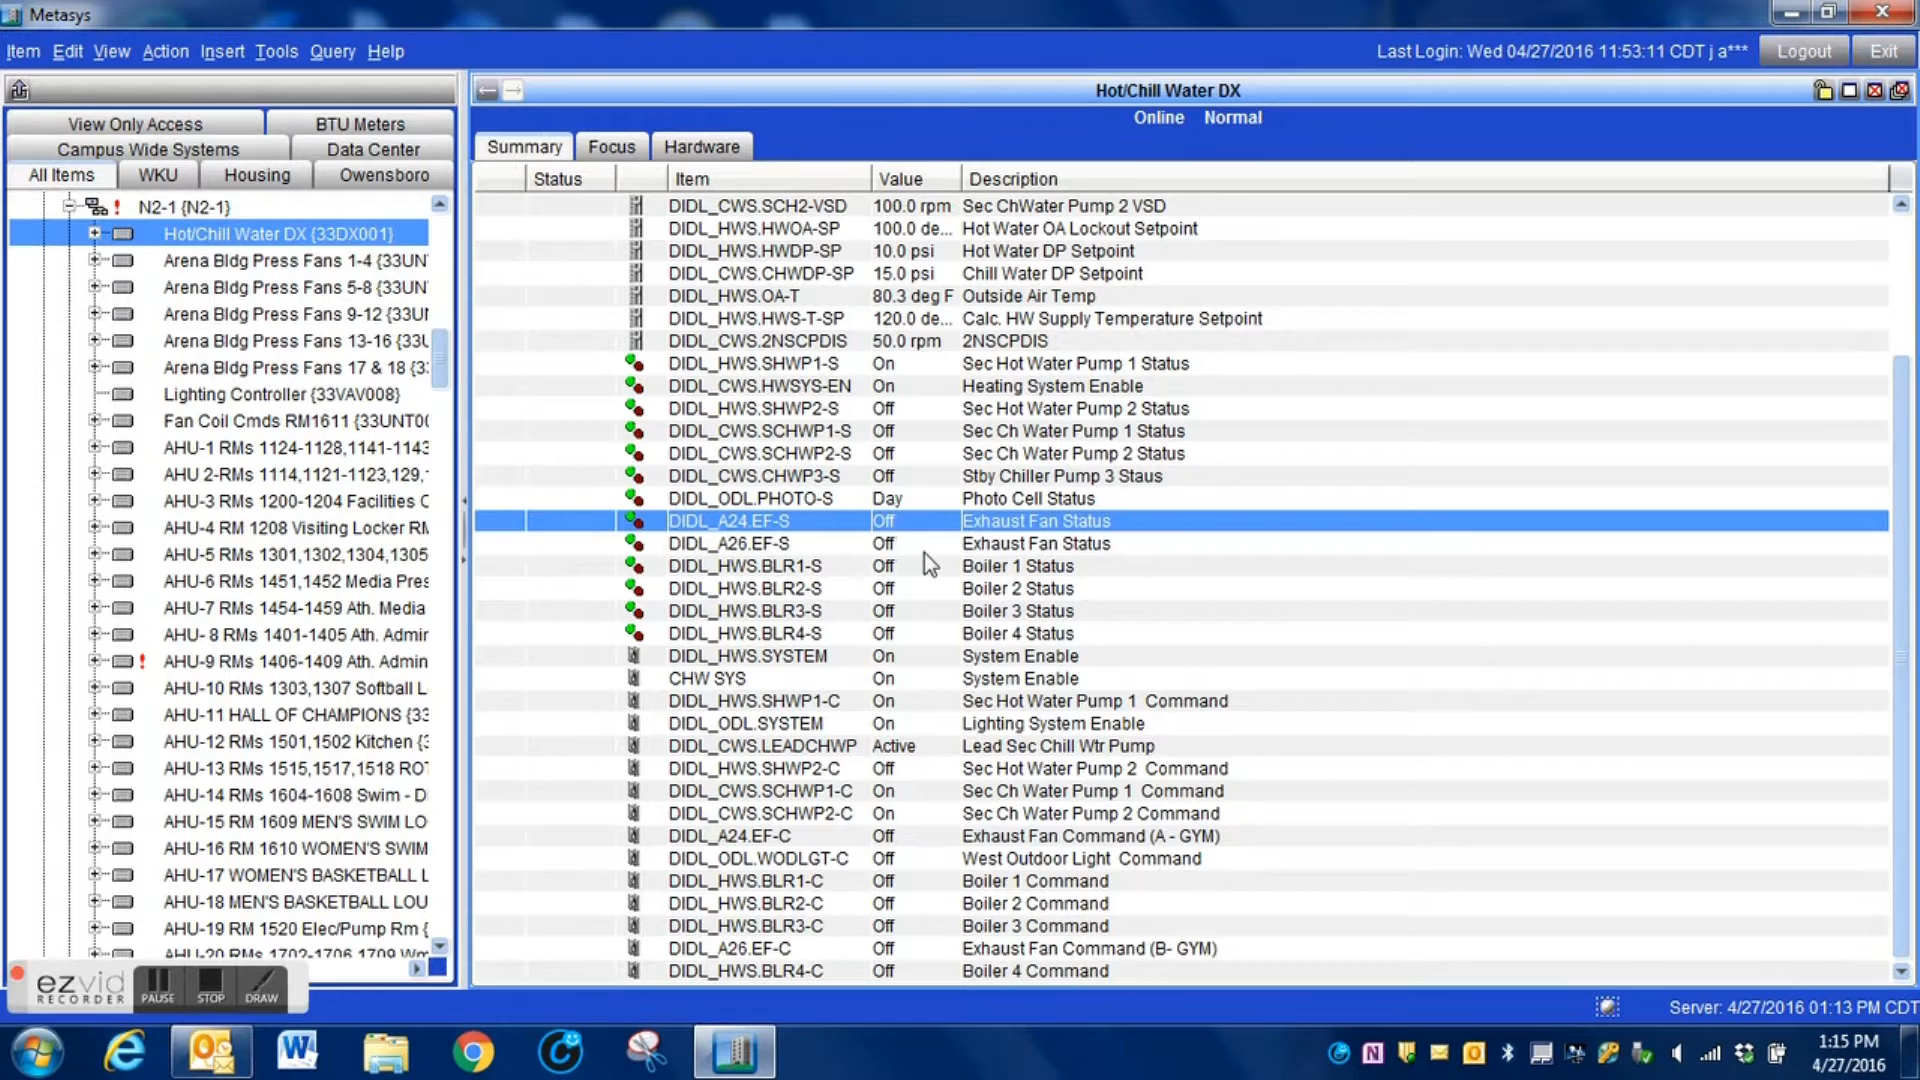 Metasys
Item Edit View Action Insert Tools Query Help
Last Login: Wed 04/27/2016 11:53:11 CDT j a*** Logout Exit
View Only Access BTU Meters
Campus Wide Systems Data Center
All Items WKU Housing Owensboro
N2-1 {N2-1}
Hot/Chill Water DX {33DX001}
Arena Bldg Press Fans 1-4 {33UN
Arena Bldg Press Fans 5-8 {33UN
Arena Bldg Press Fans 9-12 {33UN
Arena Bldg Press Fans 13-16 {33U
Arena Bldg Press Fans 17 & 18 {33
Lighting Controller {33VAV008}
Fan Coil Cmds RM1611 {33UNT00
AHU-1 RMs 1124-1128,1141-1143
AHU 2-RMs 1114,1121-1123,129,1
AHU-3 RMs 1200-1204 Facilities C
AHU-4 RM 1208 Visiting Locker RM
AHU-5 RMs 1301,1302,1304,1305
AHU-6 RMs 1451,1452 Media Pres
AHU-7 RMs 1454-1459 Ath. Media
AHU- 8 RMs 1401-1405 Ath. Admir
AHU-9 RMs 1406-1409 Ath. Admin
AHU-10 RMs 1303,1307 Softball L
AHU-11 HALL OF CHAMPIONS {33
AHU-12 RMs 1501,1502 Kitchen {3
AHU-13 RMs 1515,1517,1518 ROT
AHU-14 RMs 1604-1608 Swim - D
AHU-15 RM 1609 MEN'S SWIM LO
AHU-16 RM 1610 WOMEN'S SWIM
AHU-17 WOMEN'S BASKETBALL L
AHU-18 MEN'S BASKETBALL LOU
AHU-19 RM 1520 Elec/Pump Rm {
AHU-20 RMs 1702-1706 1709 Wm
Hot/Chill Water DX
Online Normal
Summary Focus Hardware
Status Item Value Description
DIDL_CWS.SCH2-VSD 100.0 rpm Sec ChWater Pump 2 VSD
DIDL_HWS.HWOA-SP 100.0 de... Hot Water OA Lockout Setpoint
DIDL_HWS.HWDP-SP 10.0 psi Hot Water DP Setpoint
DIDL_CWS.CHWDP-SP 15.0 psi Chill Water DP Setpoint
DIDL_HWS.OA-T 80.3 deg F Outside Air Temp
DIDL_HWS.HWS-T-SP 120.0 de... Calc. HW Supply Temperature Setpoint
DIDL_CWS.2NSCPDIS 50.0 rpm 2NSCPDIS
DIDL_HWS.SHWP1-S On Sec Hot Water Pump 1 Status
DIDL_CWS.HWSYS-EN On Heating System Enable
DIDL_HWS.SHWP2-S Off Sec Hot Water Pump 2 Status
DIDL_CWS.SCHWP1-S Off Sec Ch Water Pump 1 Status
DIDL_CWS.SCHWP2-S Off Sec Ch Water Pump 2 Status
DIDL_CWS.CHWP3-S Off Stby Chiller Pump 3 Staus
DIDL_ODL.PHOTO-S Day Photo Cell Status
DIDL_A24.EF-S Off Exhaust Fan Status
DIDL_A26.EF-S Off Exhaust Fan Status
DIDL_HWS.BLR1-S Off Boiler 1 Status
DIDL_HWS.BLR2-S Off Boiler 2 Status
DIDL_HWS.BLR3-S Off Boiler 3 Status
DIDL_HWS.BLR4-S Off Boiler 4 Status
DIDL_HWS.SYSTEM On System Enable
CHW SYS On System Enable
DIDL_HWS.SHWP1-C On Sec Hot Water Pump 1 Command
DIDL_ODL.SYSTEM On Lighting System Enable
DIDL_CWS.LEADCHWP Active Lead Sec Chill Wtr Pump
DIDL_HWS.SHWP2-C Off Sec Hot Water Pump 2 Command
DIDL_CWS.SCHWP1-C On Sec Ch Water Pump 1 Command
DIDL_CWS.SCHWP2-C On Sec Ch Water Pump 2 Command
DIDL_A24.EF-C Off Exhaust Fan Command (A - GYM)
DIDL_ODL.WODLGT-C Off West Outdoor Light Command
DIDL_HWS.BLR1-C Off Boiler 1 Command
DIDL_HWS.BLR2-C Off Boiler 2 Command
DIDL_HWS.BLR3-C Off Boiler 3 Command
DIDL_A26.EF-C Off Exhaust Fan Command (B- GYM)
DIDL_HWS.BLR4-C Off Boiler 4 Command
ezvid
RECORDER
PAUSE STOP DRAW
Server: 4/27/2016 01:13 PM CDT
1:15 PM
4/27/2016